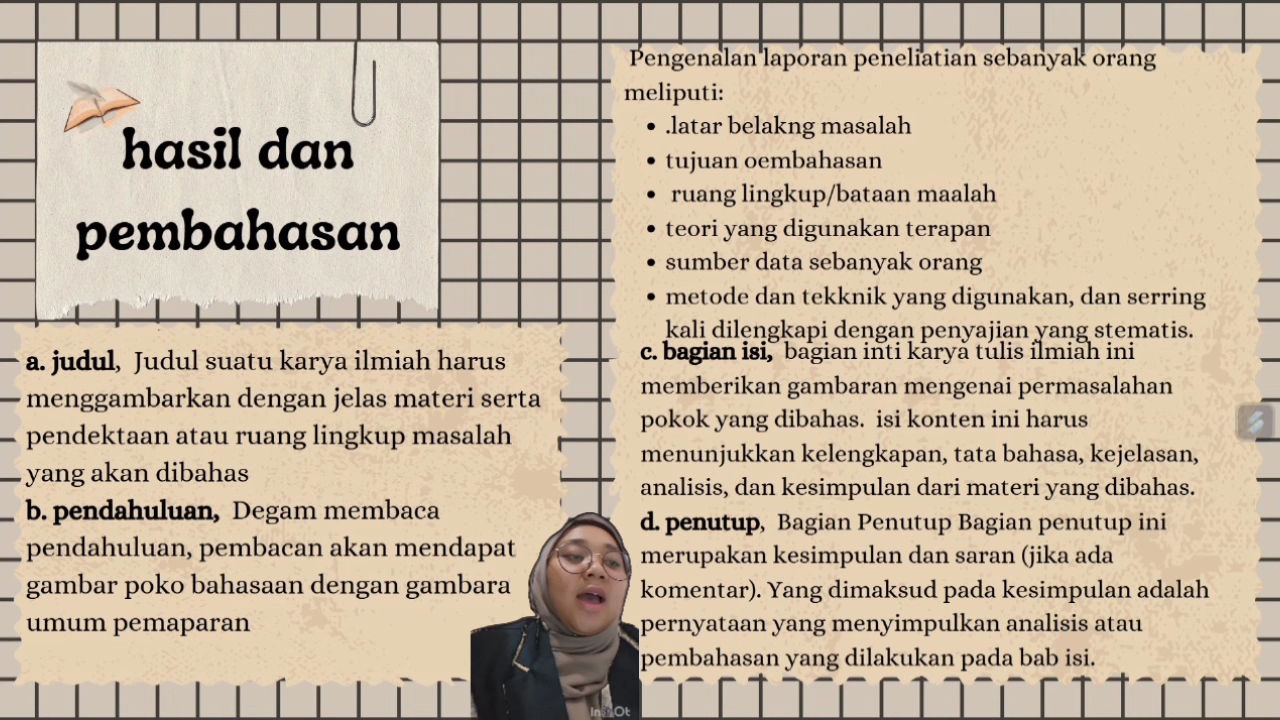 hasil dan
pembahasan
a. judul, Judul suatu karya ilmiah harus
menggambarkan dengan jelas materi serta
pendektaan atau ruang lingkup masalah
yang akan dibahas
b. pendahuluan, Degam membaca
pendahuluan, pembacan akan mendapat
gambar poko bahasaan dengan gambara
umum pemaparan
Pengenalan laporan peneliatian sebanyak orang
meliputi:
• .latar belakng masalah
• tujuan oembahasan
• ruang lingkup/bataan maalah
• teori yang digunakan terapan
• sumber data sebanyak orang
• metode dan tekknik yang digunakan, dan serring
kali dilengkapi dengan penyajian yang stematis.
c. bagian isi, bagian inti karya tulis ilmiah ini
memberikan gambaran mengenai permasalahan
pokok yang dibahas. isi konten ini harus
menunjukkan kelengkapan, tata bahasa, kejelasan,
analisis, dan kesimpulan dari materi yang dibahas.
d. penutup, Bagian Penutup Bagian penutup ini
merupakan kesimpulan dan saran (jika ada
komentar). Yang dimaksud pada kesimpulan adalah
pernyataan yang menyimpulkan analisis atau
pembahasan yang dilakukan pada bab isi.